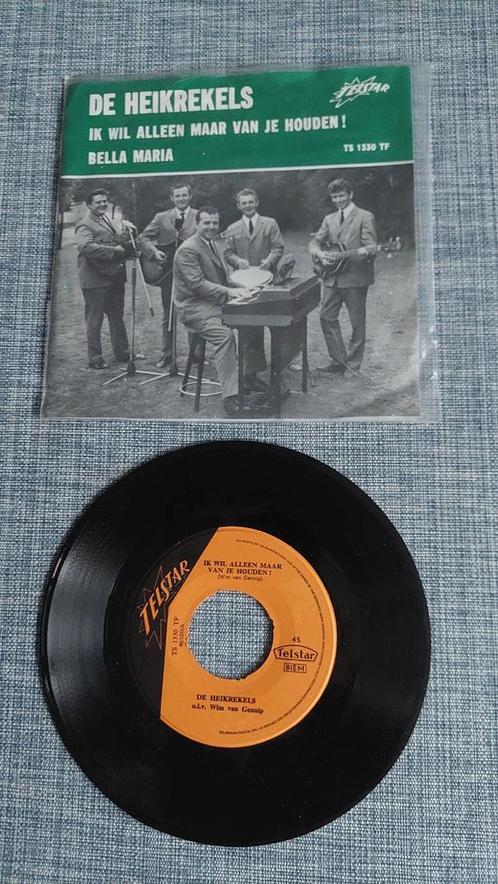 DE HEIKREKELS
TELSTAR
IK WIL ALLEEN MAAR VAN JE HOUDEN!
BELLA MARIA
TS 1330 TF
IK WIL ALLEEN MAAR
VAN JE HOUDEN!
(Wim van Gennip)
TELSTAR
TS 1330 TF
45
Telstar
BIEM
DE HEIKREKELS
o.l.v. Wim van Gennip